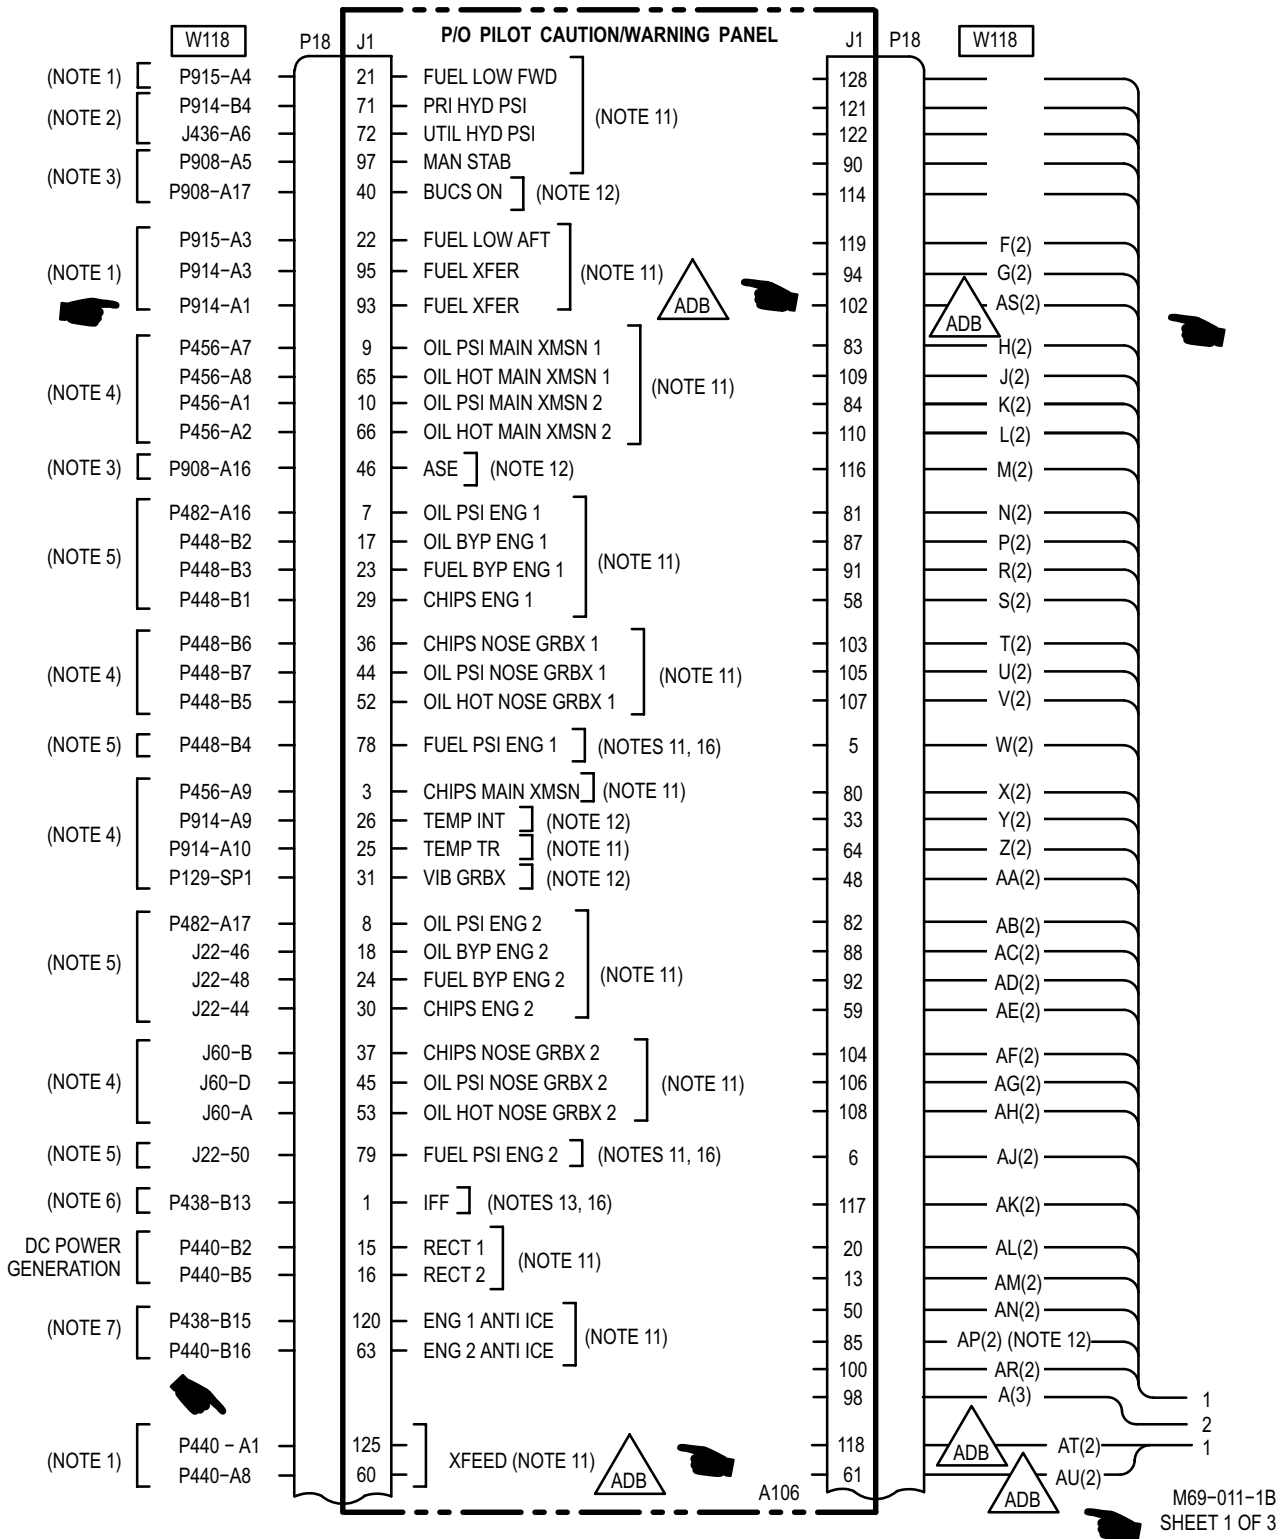 P/O PILOT CAUTION/WARNING PANEL
W118 P18 J1 J1 P18 W118
(NOTE 1) P915-A4 21 FUEL LOW FWD 128
(NOTE 2) P914-B4 71 PRI HYD PSI (NOTE 11) 121
J436-A6 72 UTIL HYD PSI 122
(NOTE 3) P908-A5 97 MAN STAB 90
P908-A17 40 BUCS ON (NOTE 12) 114
P915-A3 22 FUEL LOW AFT 119 F(2)
(NOTE 1) P914-A3 95 FUEL XFER (NOTE 11) 94 G(2)
P914-A1 93 FUEL XFER ADB 102 AS(2)
ADB
P456-A7 9 OIL PSI MAIN XMSN 1 83 H(2)
(NOTE 4) P456-A8 65 OIL HOT MAIN XMSN 1 (NOTE 11) 109 J(2)
P456-A1 10 OIL PSI MAIN XMSN 2 84 K(2)
P456-A2 66 OIL HOT MAIN XMSN 2 110 L(2)
(NOTE 3) P908-A16 46 ASE (NOTE 12) 116 M(2)
P482-A16 7 OIL PSI ENG 1 81 N(2)
(NOTE 5) P448-B2 17 OIL BYP ENG 1 (NOTE 11) 87 P(2)
P448-B3 23 FUEL BYP ENG 1 91 R(2)
P448-B1 29 CHIPS ENG 1 58 S(2)
P448-B6 36 CHIPS NOSE GRBX 1 103 T(2)
(NOTE 4) P448-B7 44 OIL PSI NOSE GRBX 1 (NOTE 11) 105 U(2)
P448-B5 52 OIL HOT NOSE GRBX 1 107 V(2)
(NOTE 5) P448-B4 78 FUEL PSI ENG 1 (NOTES 11, 16) 5 W(2)
P456-A9 3 CHIPS MAIN XMSN (NOTE 11) 80 X(2)
(NOTE 4) P914-A9 26 TEMP INT (NOTE 12) 33 Y(2)
P914-A10 25 TEMP TR (NOTE 11) 64 Z(2)
P129-SP1 31 VIB GRBX (NOTE 12) 48 AA(2)
P482-A17 8 OIL PSI ENG 2 82 AB(2)
(NOTE 5) J22-46 18 OIL BYP ENG 2 (NOTE 11) 88 AC(2)
J22-48 24 FUEL BYP ENG 2 92 AD(2)
J22-44 30 CHIPS ENG 2 59 AE(2)
J60-B 37 CHIPS NOSE GRBX 2 104 AF(2)
(NOTE 4) J60-D 45 OIL PSI NOSE GRBX 2 (NOTE 11) 106 AG(2)
J60-A 53 OIL HOT NOSE GRBX 2 108 AH(2)
(NOTE 5) J22-50 79 FUEL PSI ENG 2 (NOTES 11, 16) 6 AJ(2)
(NOTE 6) P438-B13 1 IFF (NOTES 13, 16) 117 AK(2)
DC POWER P440-B2 15 RECT 1 (NOTE 11) 20 AL(2)
GENERATION P440-B5 16 RECT 2 13 AM(2)
(NOTE 7) P438-B15 120 ENG 1 ANTI ICE (NOTE 11) 50 AN(2)
P440-B16 63 ENG 2 ANTI ICE 85 AP(2) (NOTE 12)
100 AR(2)
98 A(3) 1
2
(NOTE 1) P440 - A1 125 XFEED (NOTE 11) ADB 118 ADB AT(2) 1
P440-A8 60 61 ADB AU(2)
A106
M69-011-1B
SHEET 1 OF 3